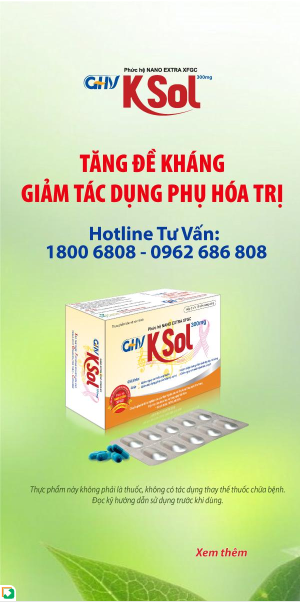 Phức hệ NANO EXTRA XFGC
GHV KSol 300mg
TĂNG ĐỀ KHÁNG
GIẢM TÁC DỤNG PHỤ HÓA TRỊ
Hotline Tư Vấn:
1800 6808 - 0962 686 808
Phức hệ NANO EXTRA XFGC
GHV KSol 300mg
Thực phẩm này không phải là thuốc, không có tác dụng thay thế thuốc chữa bệnh.
Đọc kỹ hướng dẫn sử dụng trước khi dùng.
Xem thêm